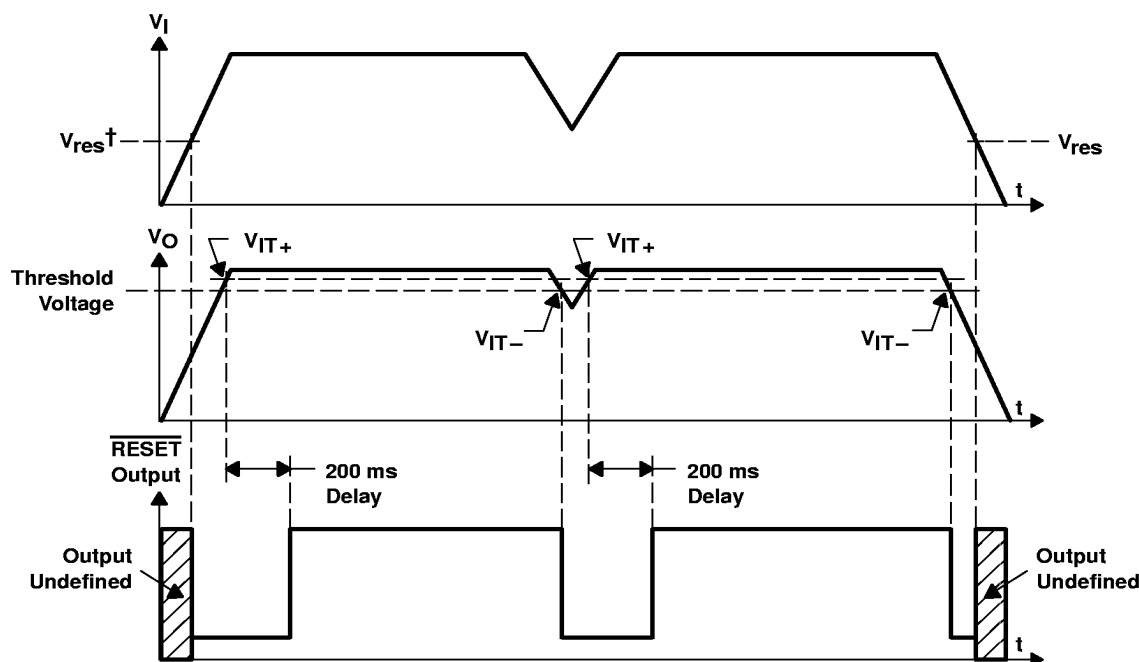 VI
Vres†
Vres
t
VO
VIT+
VIT+
Threshold
Voltage
VIT–
VIT–
t
RESET
Output
200 ms
Delay
200 ms
Delay
Output
Undefined
Output
Undefined
t